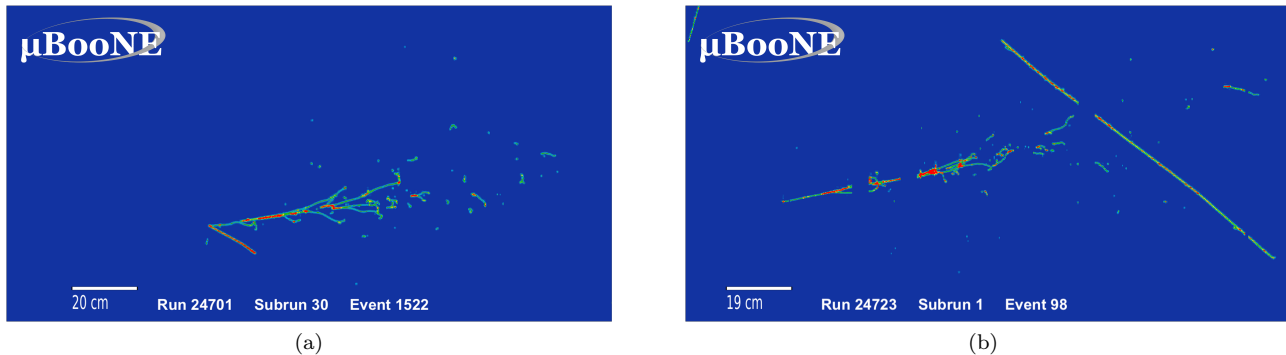 µBooNE
20 cm
Run 24701 Subrun 30 Event 1522
(a)
µBooNE
19 cm
Run 24723 Subrun 1 Event 98
(b)